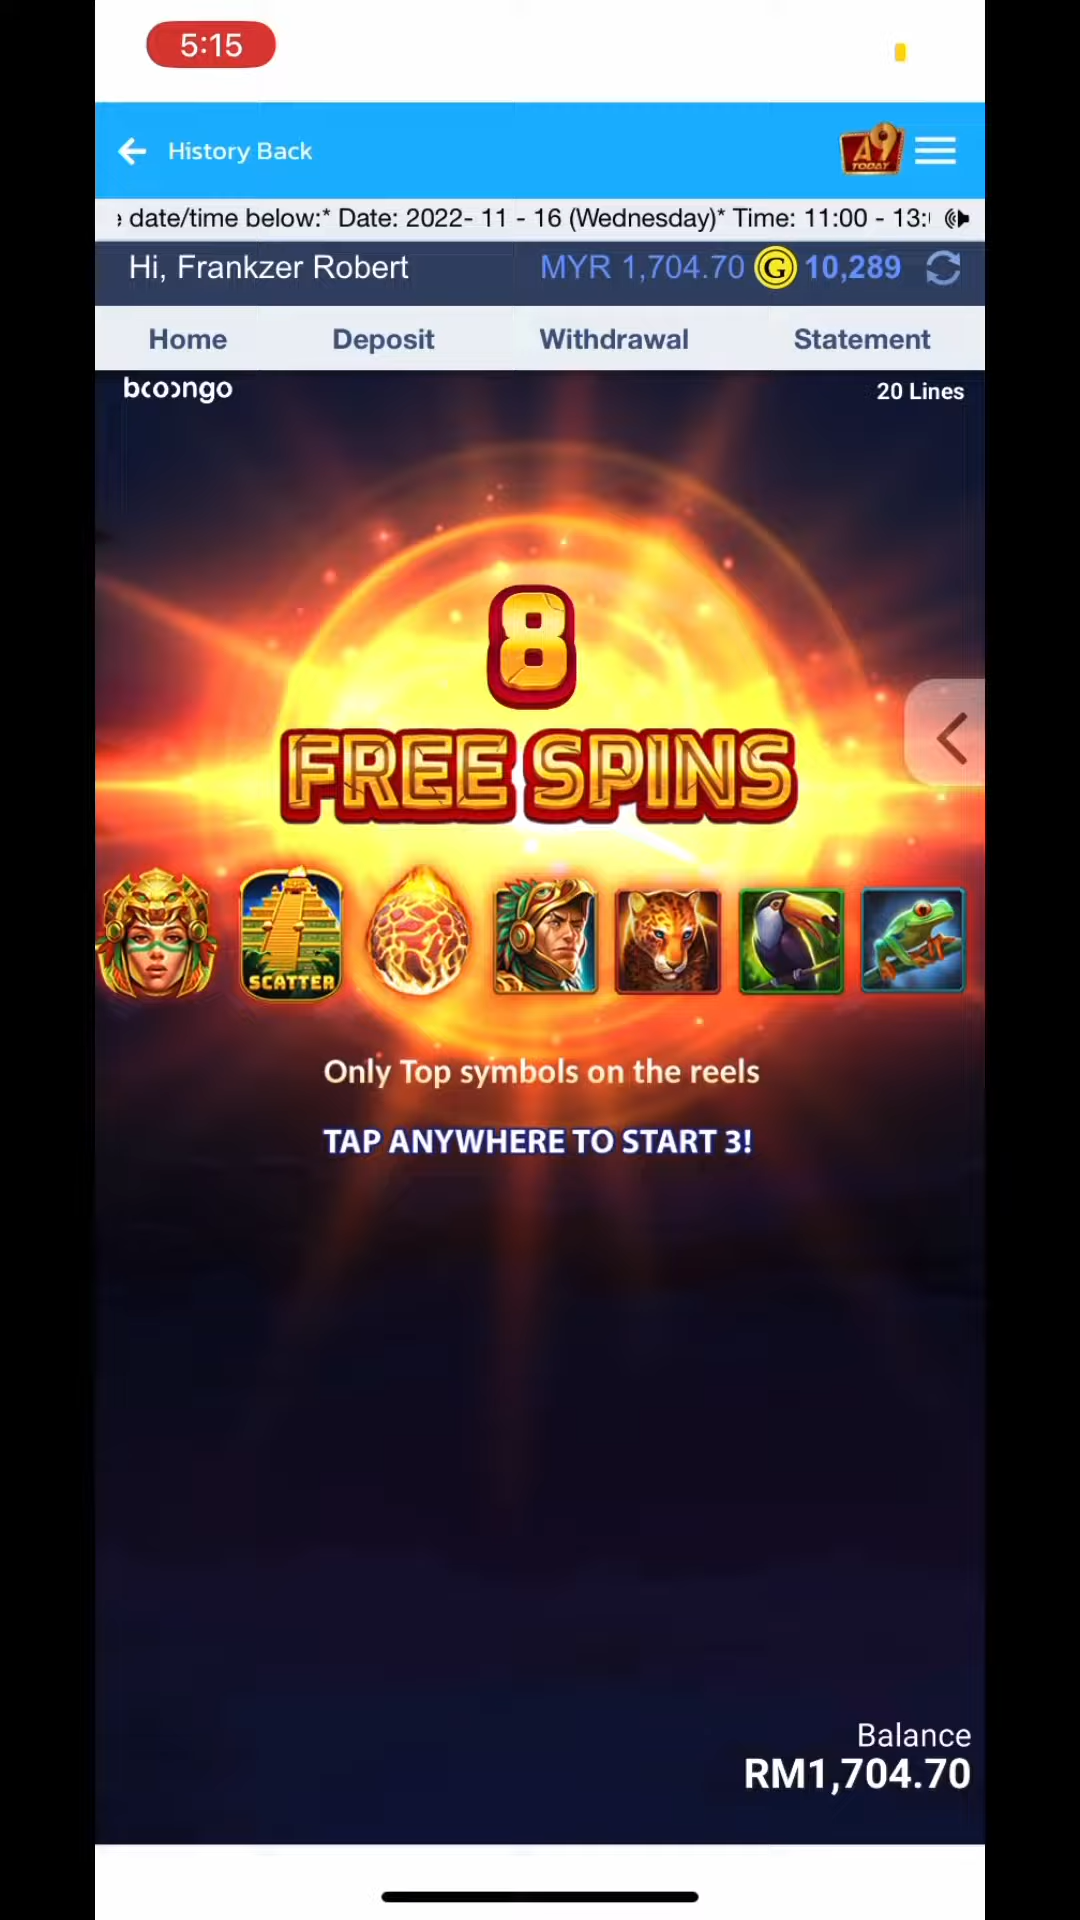 5:15
History Back
A9
TODAY
date/time below:* Date: 2022- 11 - 16 (Wednesday)* Time: 11:00 - 13:
Hi, Frankzer Robert
MYR 1,704.70 G 10,289
Home Deposit Withdrawal Statement
booongo
20 Lines
8
FREE SPINS
SCATTER
Only Top symbols on the reels
TAP ANYWHERE TO START 3!
Balance
RM1,704.70